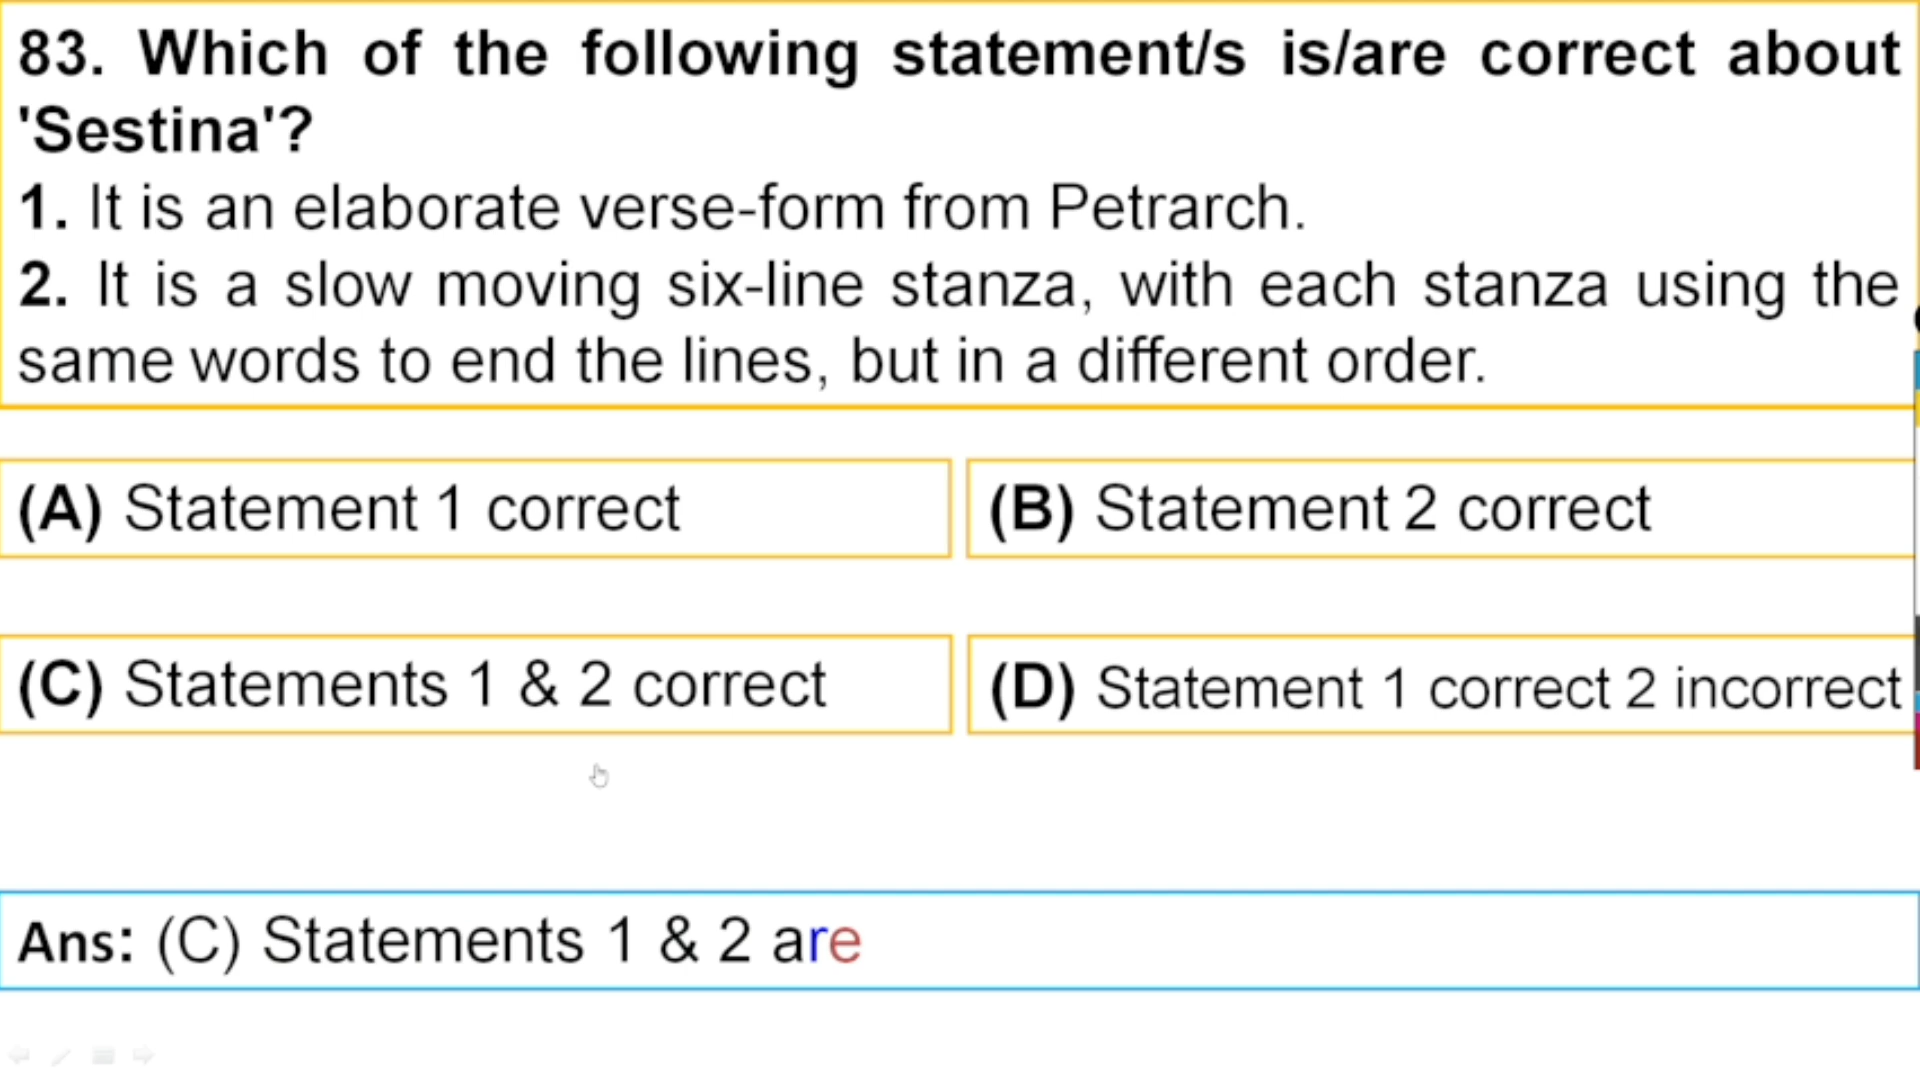 83. Which of the following statement/s is/are correct about
'Sestina'?
1. It is an elaborate verse-form from Petrarch.
2. It is a slow moving six-line stanza, with each stanza using the
same words to end the lines, but in a different order.
(A) Statement 1 correct
(B) Statement 2 correct
(C) Statements 1 & 2 correct
(D) Statement 1 correct 2 incorrect
Ans: (C) Statements 1 & 2 are